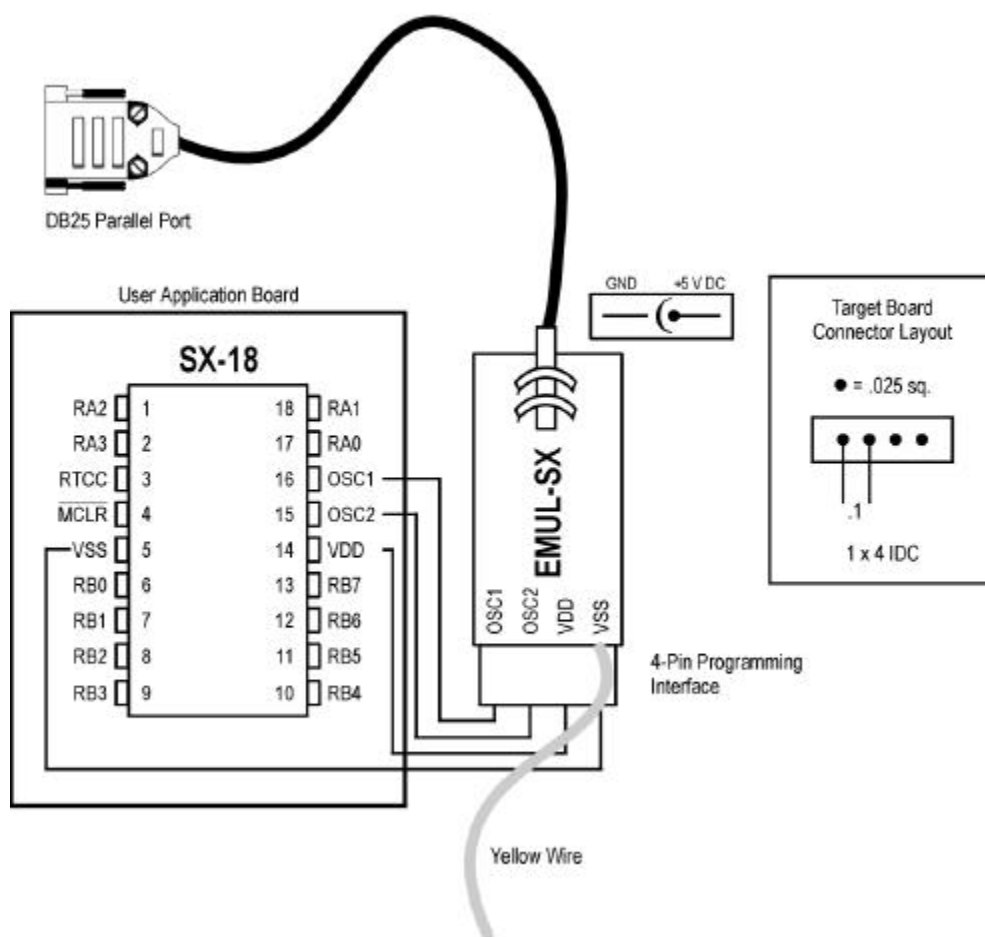 DB25 Parallel Port
GND +5 V DC
User Application Board
SX-18
RA2 1 18 RA1
RA3 2 17 RA0
RTCC 3 16 OSC1
MCLR 4 15 OSC2
VSS 5 14 VDD
RB0 6 13 RB7
RB1 7 12 RB6
RB2 8 11 RB5
RB3 9 10 RB4
EMUL-SX
OSC1
OSC2
VDD
VSS
4-Pin Programming
Interface
Yellow Wire
Target Board
Connector Layout
= .025 sq.
.1
1 x 4 IDC